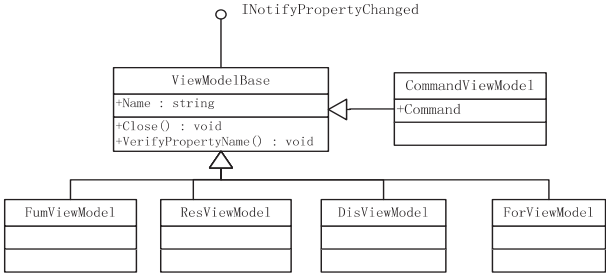 INotifyPropertyChanged
ViewModelBase
+Name : string
+Close() : void
+VerifyPropertyName() : void
CommandViewModel
+Command
FumViewModel
ResViewModel
DisViewModel
ForViewModel